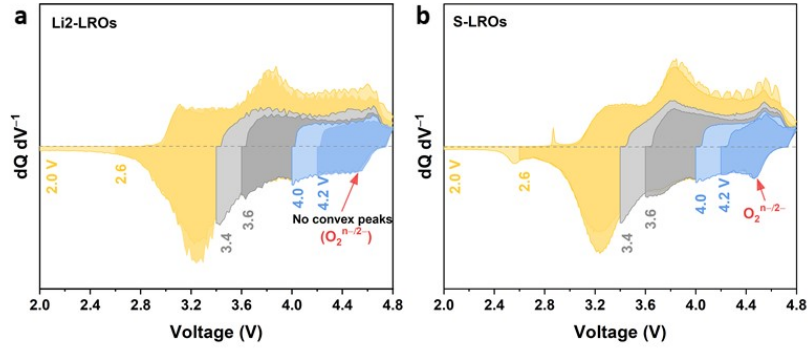 a
Li2-LROs
dQ dV⁻¹
2.0 V
2.6
3.4
3.6
4.0
4.2 V
No convex peaks
(O₂ⁿ⁻/²⁻)
2.0 2.4 2.8 3.2 3.6 4.0 4.4 4.8
Voltage (V)
b
S-LROs
dQ dV⁻¹
2.0 V
2.6
3.4
3.6
4.0
4.2 V
O₂ⁿ⁻/²⁻
2.0 2.4 2.8 3.2 3.6 4.0 4.4 4.8
Voltage (V)